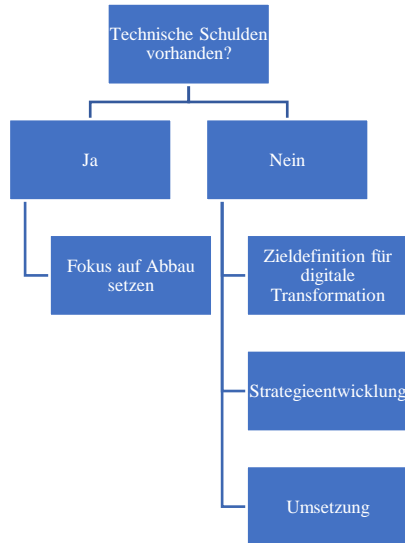 Technische Schulden
vorhanden?
Ja
Nein
Fokus auf Abbau
setzen
Zieldefinition für
digitale
Transformation
Strategieentwicklung
Umsetzung